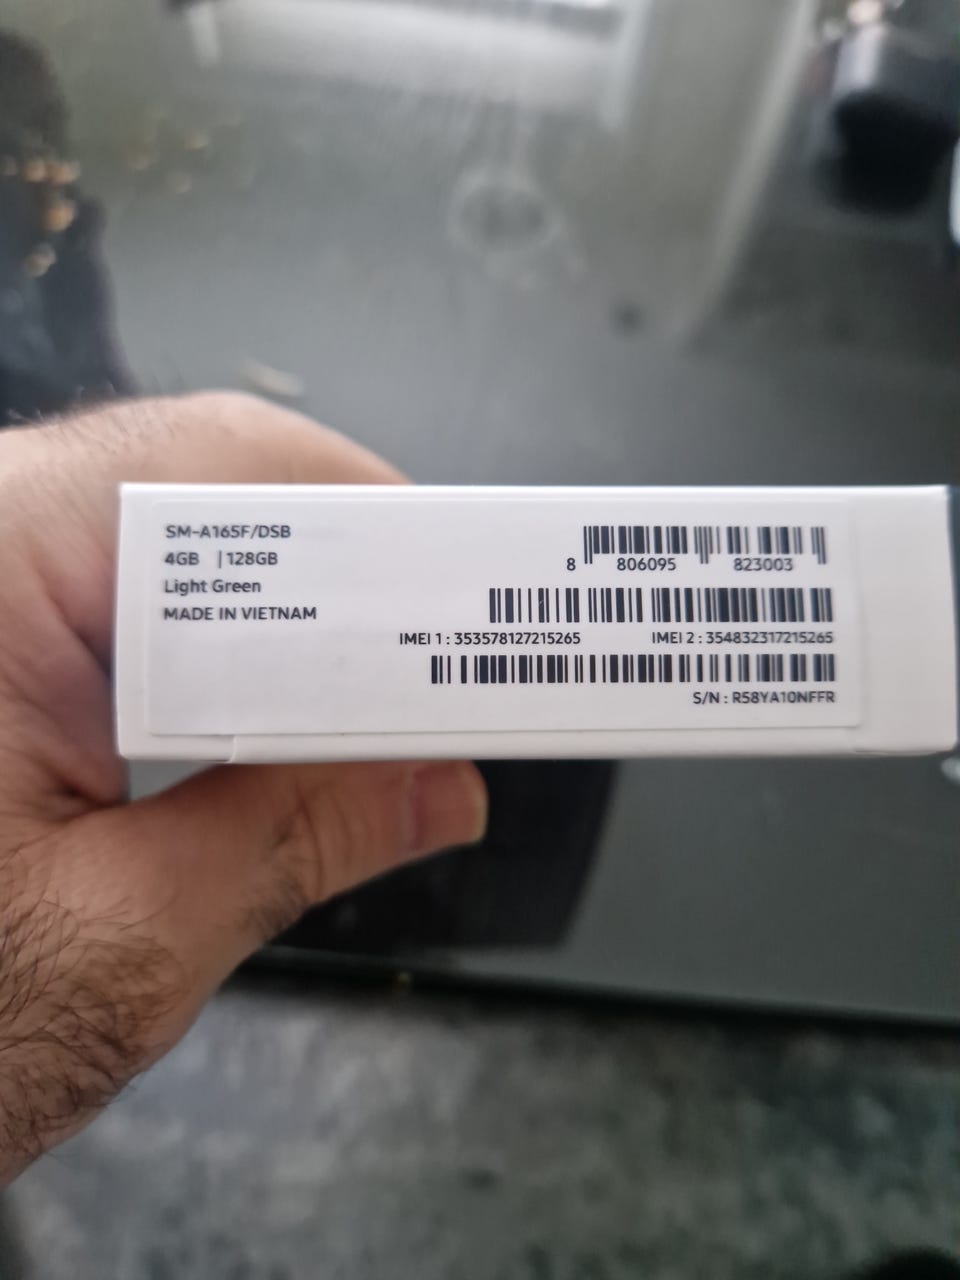 SM-A165F/DSB
4GB | 128GB
Light Green
MADE IN VIETNAM
8 806095 823003
IMEI 1 : 353578127215265 IMEI 2 : 354832317215265
S/N : R58YA10NFFR